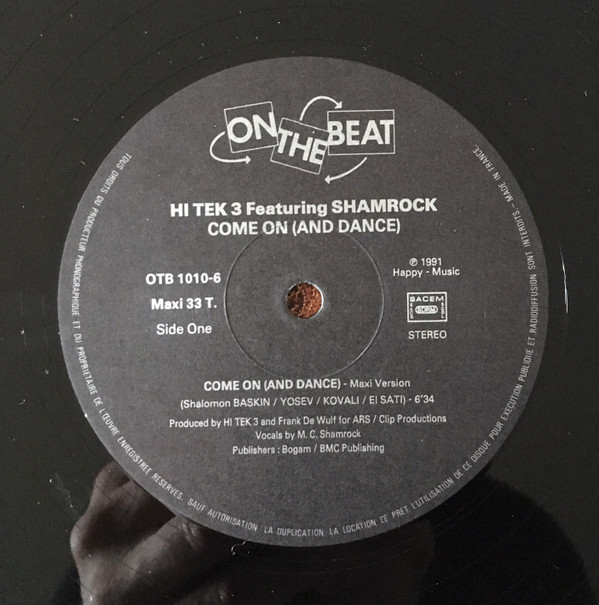 ON THE BEAT
HI TEK 3 Featuring SHAMROCK
COME ON (AND DANCE)
OTB 1010-6
Maxi 33 T.
Side One
℗ 1991
Happy - Music
SACEM
STEREO
COME ON (AND DANCE) - Maxi Version
(Shalomon BASKIN / YOSEV / KOVALI / EI SATI) - 6'34
Produced by HI TEK 3 and Frank De Wulf for ARS / Clip Productions
Vocals by M.C. Shamrock
Publishers : Bogam / BMC Publishing
TOUS DROITS DU PRODUCTEUR PHONOGRAPHIQUE ET DU PROPRIETAIRE DE L'ŒUVRE ENREGISTREE RESERVES. SAUF AUTORISATION LA DUPLICATION, LA LOCATION, LE PRET, L'UTILISATION DE CE DISQUE POUR EXECUTION PUBLIQUE ET RADIODIFFUSION SONT INTERDITS - MADE IN FRANCE.